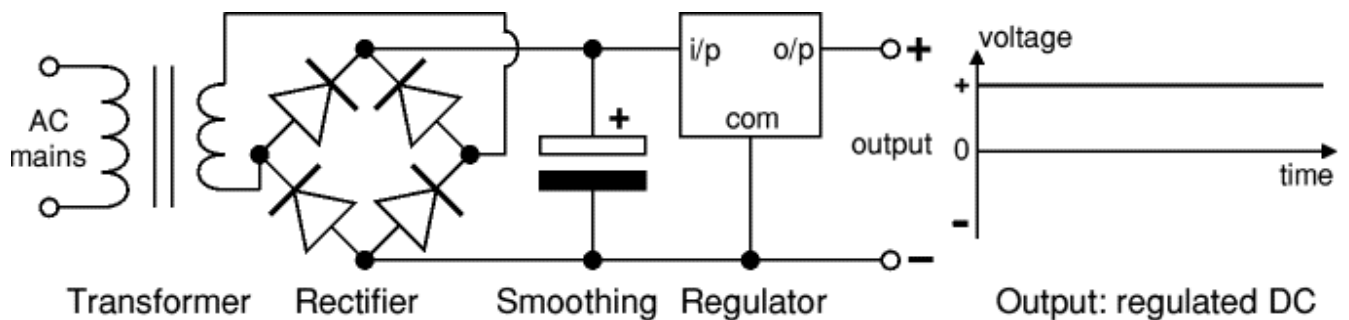 voltage
i/p o/p +
+
AC
mains
+
com
output 0
time
-
-
Transformer Rectifier Smoothing Regulator Output: regulated DC